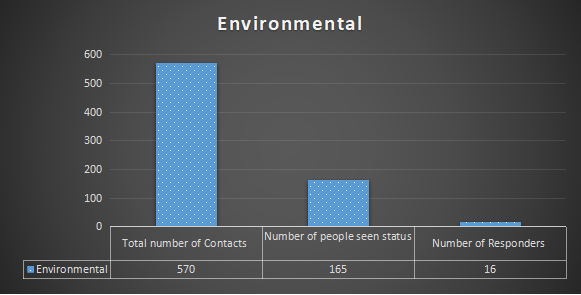 Environmental
600
500
400
300
200
100
0
Total number of Contacts
Number of people seen status
Number of Responders
Environmental 570 165 16